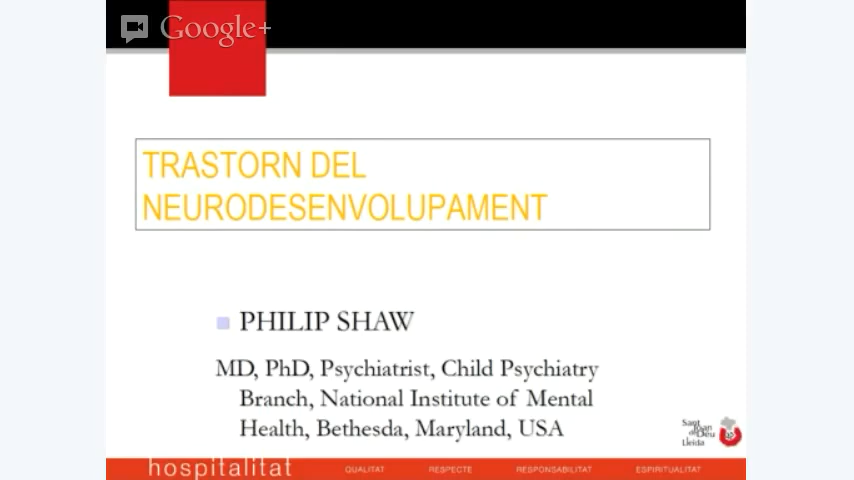 Google+
TRASTORN DEL
NEURODESENVOLUPAMENT
PHILIP SHAW
MD, PhD, Psychiatrist, Child Psychiatry
Branch, National Institute of Mental
Health, Bethesda, Maryland, USA
Sant
Joan
de Deu
Lleida
hospitalitat QUALITAT RESPECTE RESPONSABILITAT ESPIRITUALITAT